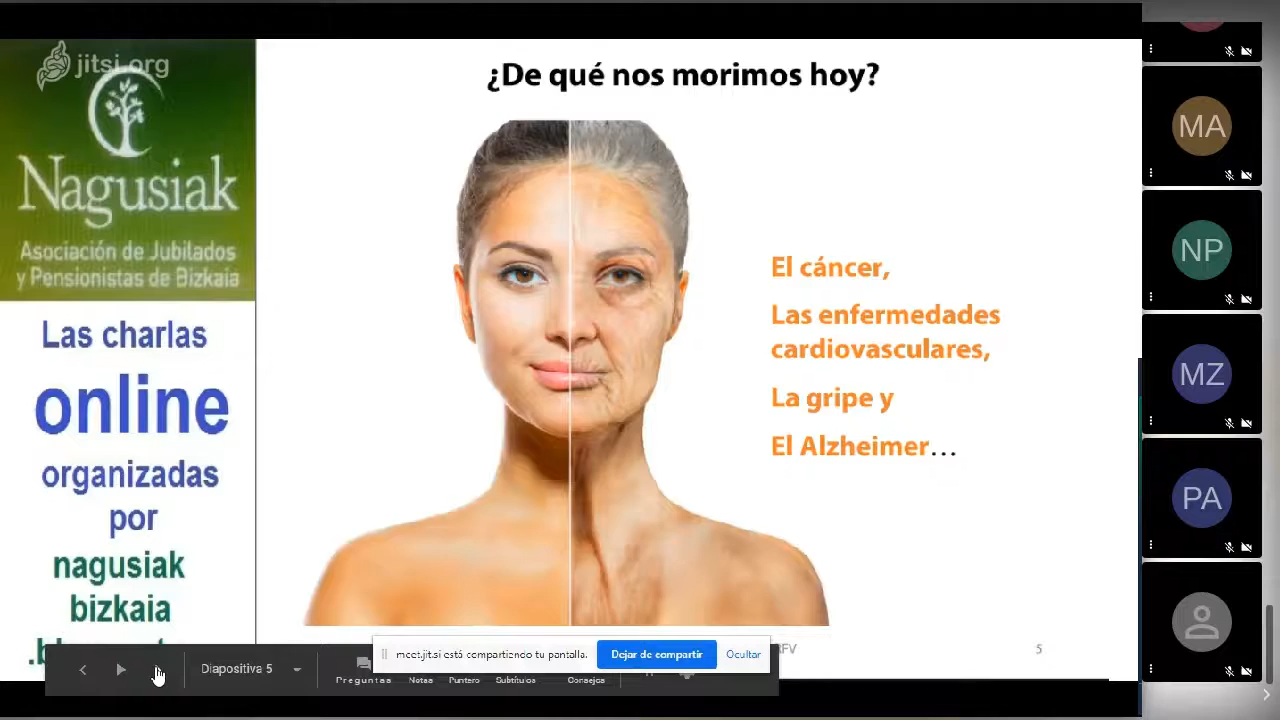 jitsi.org
Nagusiak
Asociación de Jubilados
y Pensionistas de Bizkaia
Las charlas
online
organizadas
por
nagusiak
bizkaia
¿De qué nos morimos hoy?
El cáncer,
Las enfermedades
cardiovasculares,
La gripe y
El Alzheimer…
5
Diapositiva 5
Preguntas
Notas
Puntero
Subtítulos
Consejos
meet.jit.si está compartiendo tu pantalla.
Dejar de compartir
Ocultar
MA
NP
MZ
PA